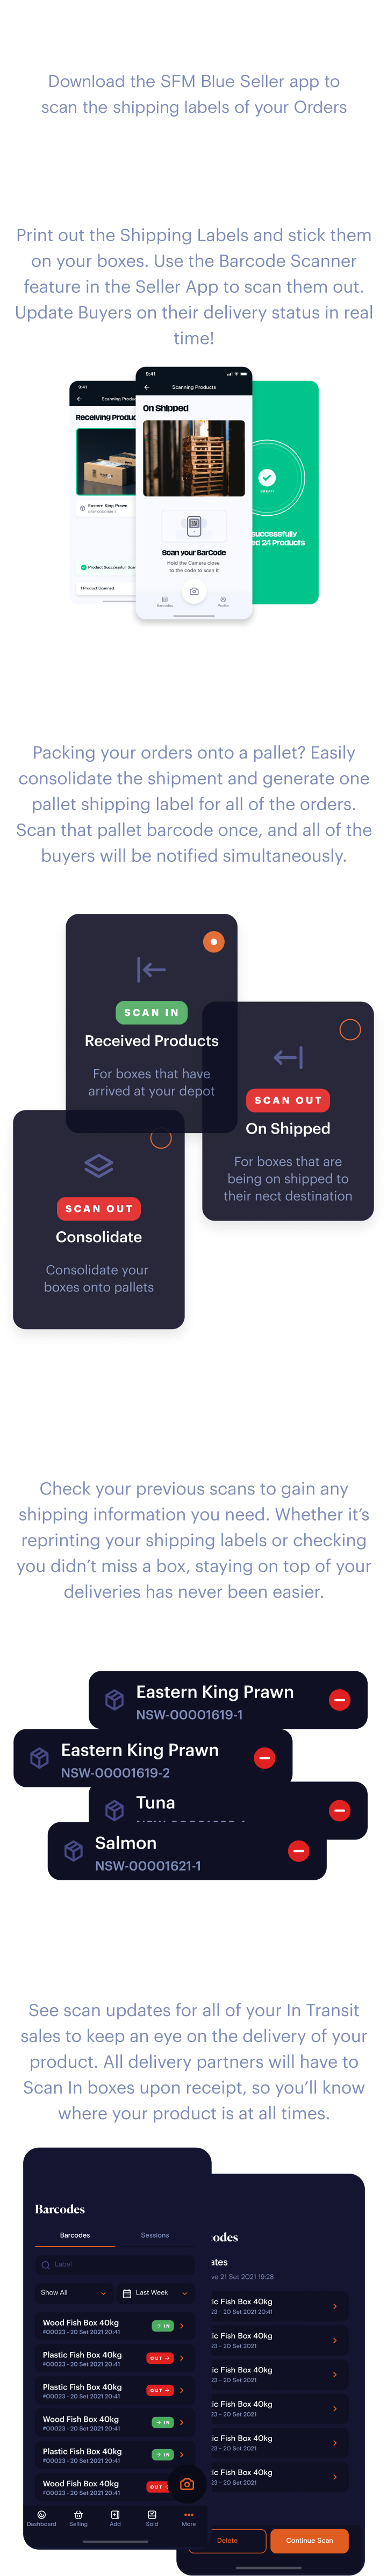 Download the SFM Blue Seller app to
scan the shipping labels of your Orders
Print out the Shipping Labels and stick them
on your boxes. Use the Barcode Scanner
feature in the Seller App to scan them out.
Update Buyers on their delivery status in real
time!
9:41
Scanning Produ
Receiving Produc
Eastern King Prawn
Product Successfull Scan
1 Product Scanned
9:41
Scanning Products
On Shipped
Scan your BarCode
Hold the Camera close
to the code to scan it
Barcodes
Profile
GREAT!
successfully
ed 24 Products
Packing your orders onto a pallet? Easily
consolidate the shipment and generate one
pallet shipping label for all of the orders.
Scan that pallet barcode once, and all of the
buyers will be notified simultaneously.
SCAN IN
Received Products
For boxes that have
arrived at your depot
SCAN OUT
On Shipped
For boxes that are
being on shipped to
their nect destination
SCAN OUT
Consolidate
Consolidate your
boxes onto pallets
Check your previous scans to gain any
shipping information you need. Whether it's
reprinting your shipping labels or checking
you didn't miss a box, staying on top of your
deliveries has never been easier.
Eastern King Prawn
NSW-00001619-1
Eastern King Prawn
NSW-00001619-2
Tuna
Salmon
NSW-00001621-1
See scan updates for all of your In Transit
sales to keep an eye on the delivery of your
product. All delivery partners will have to
Scan In boxes upon receipt, so you'll know
where your product is at all times.
Barcodes
Barcodes Sessions
Label
Show All Last Week
Wood Fish Box 40kg
#00023 - 20 Set 2021 20:41
→ IN
Plastic Fish Box 40kg
#00023 - 20 Set 2021 20:41
OUT →
Plastic Fish Box 40kg
#00023 - 20 Set 2021 20:41
OUT →
Wood Fish Box 40kg
#00023 - 20 Set 2021 20:41
→ IN
Plastic Fish Box 40kg
#00023 - 20 Set 2021 20:41
→ IN
Wood Fish Box 40kg
#00023 - 20 Set 2021 20:41
OUT
Dashboard Selling Add Sold More
odes
ates
ve 21 Set 2021 19:28
ic Fish Box 40kg
23 - 20 Set 2021 20:41
ic Fish Box 40kg
23 - 20 Set 2021
ic Fish Box 40kg
23 - 20 Set 2021
ic Fish Box 40kg
23 - 20 Set 2021
ic Fish Box 40kg
23 - 20 Set 2021
ic Fish Box 40kg
23 - 20 Set 2021
Delete
Continue Scan